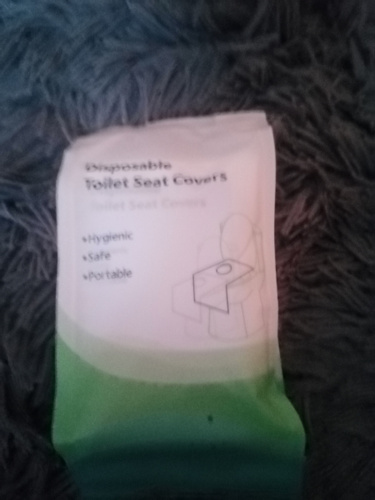 Disposable
Toilet Seat Covers
Toilet Seat Covers
Hygienic
Safe
Portable